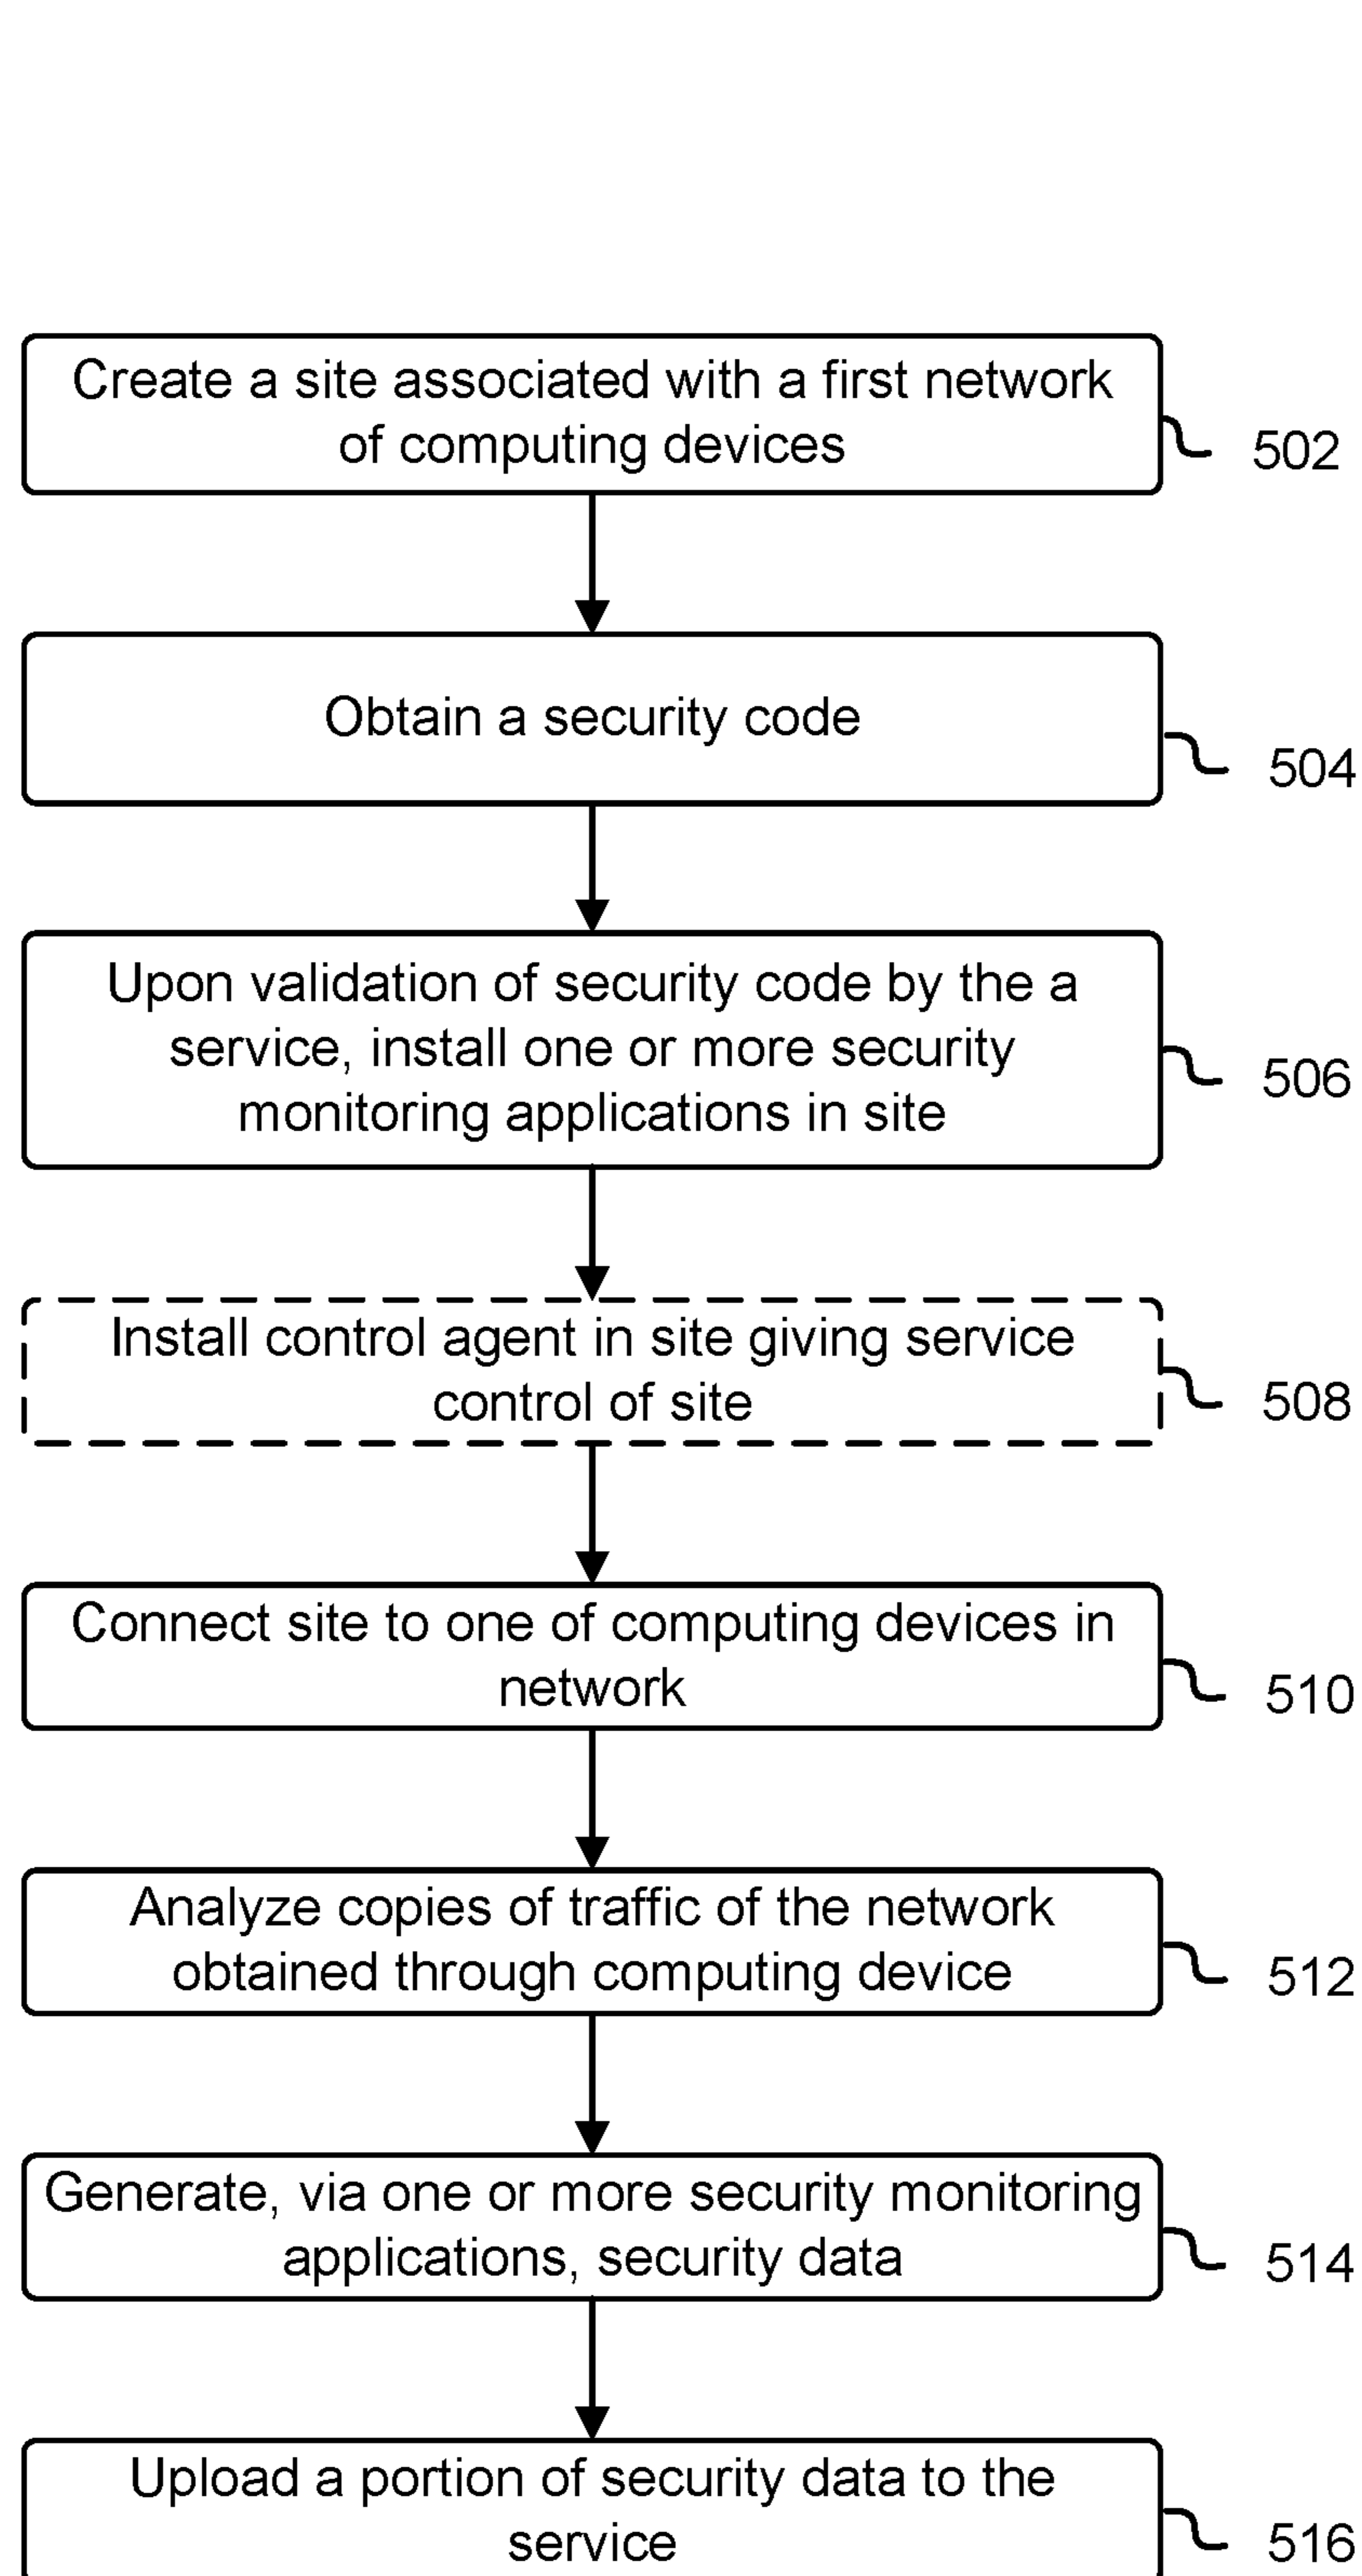 Create a site associated with a first network
of computing devices
502
Obtain a security code
504
Upon validation of security code by the a
service, install one or more security
monitoring applications in site
506
Install control agent in site giving service
control of site
508
Connect site to one of computing devices in
network
510
Analyze copies of traffic of the network
obtained through computing device
512
Generate, via one or more security monitoring
applications, security data
514
Upload a portion of security data to the
service
516